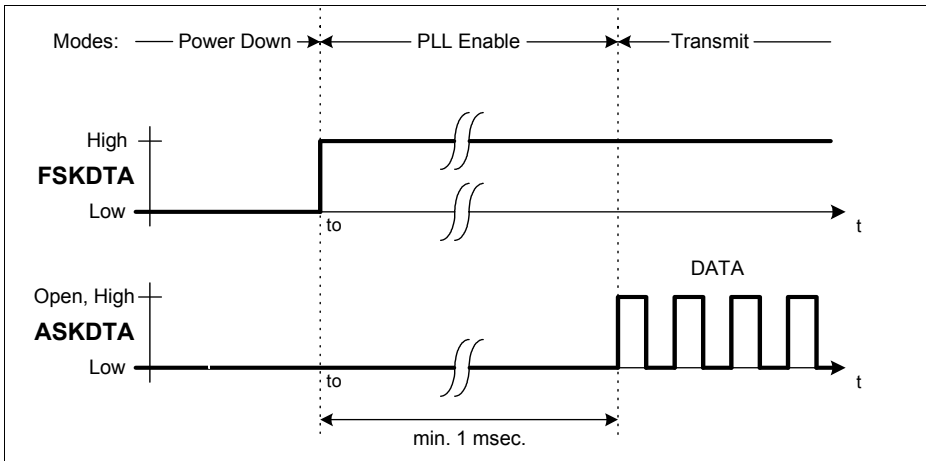 Modes: Power Down PLL Enable Transmit
High
FSKDTA
Low
to
t
DATA
Open, High
ASKDTA
Low
to
t
min. 1 msec.